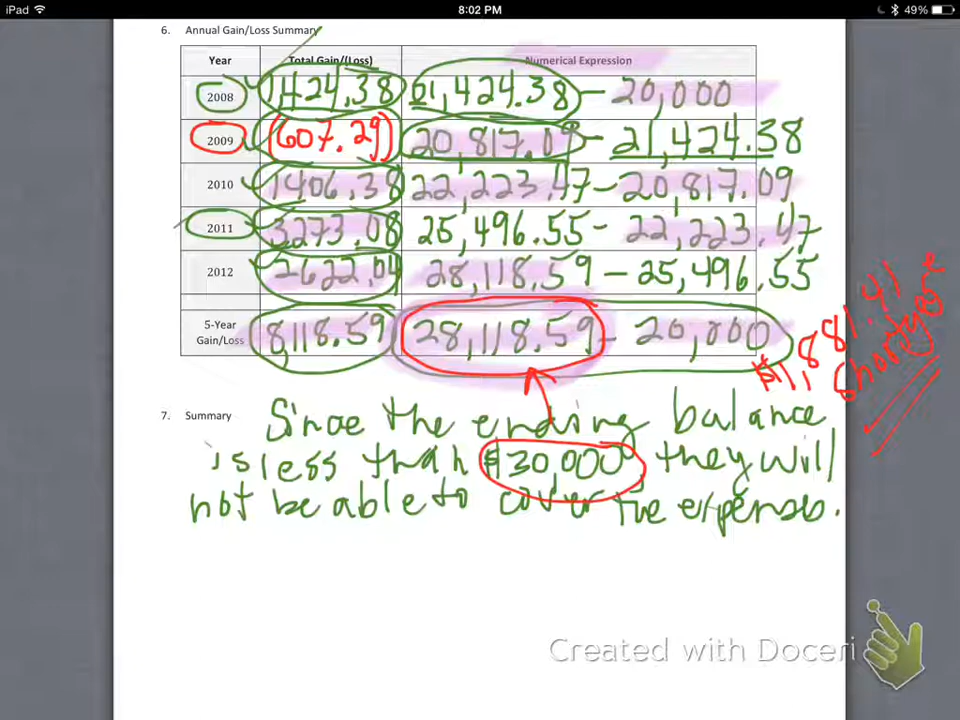 iPad 8:02 PM 49%
6. Annual Gain/Loss Summary
Year Total Gain/(Loss) Numerical Expression
2008 1424.38 21,424.38 - 20,000
2009 (607.29) 20,817.09 - 21,424.38
2010 1406.38 22,223.47 - 20,817.09
2011 3273.08 25,496.55 - 22,223.47
2012 2622.04 28,118.59 - 25,496.55
5-Year
Gain/Loss 8118.59 28,118.59 - 20,000
$1,881.41
Shortage
7. Summary Since the ending balance
is less than $30,000 they will
not be able to cover the expenses.
Created with Doceri